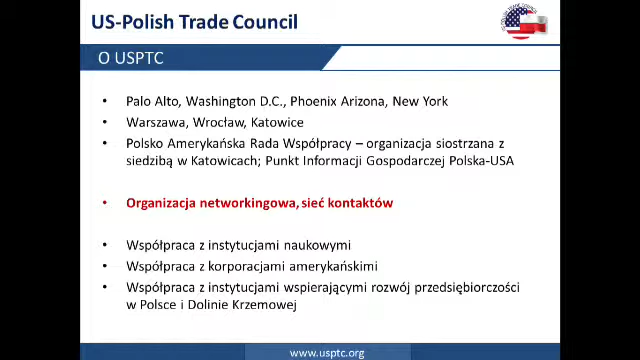 US-Polish Trade Council
O USPTC
• Palo Alto, Washington D.C., Phoenix Arizona, New York
• Warszawa, Wrocław, Katowice
• Polsko Amerykańska Rada Współpracy – organizacja siostrzana z
siedzibą w Katowicach; Punkt Informacji Gospodarczej Polska-USA
• Organizacja networkingowa, sieć kontaktów
• Współpraca z instytucjami naukowymi
• Współpraca z korporacjami amerykańskimi
• Współpraca z instytucjami wspierającymi rozwój przedsiębiorczości
w Polsce i Dolinie Krzemowej
www.usptc.org